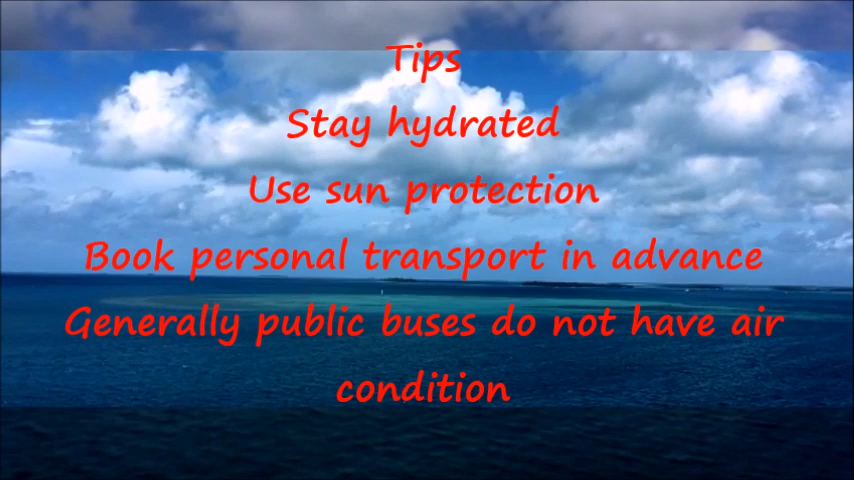 Tips
Stay hydrated
Use sun protection
Book personal transport in advance
Generally public buses do not have air
condition